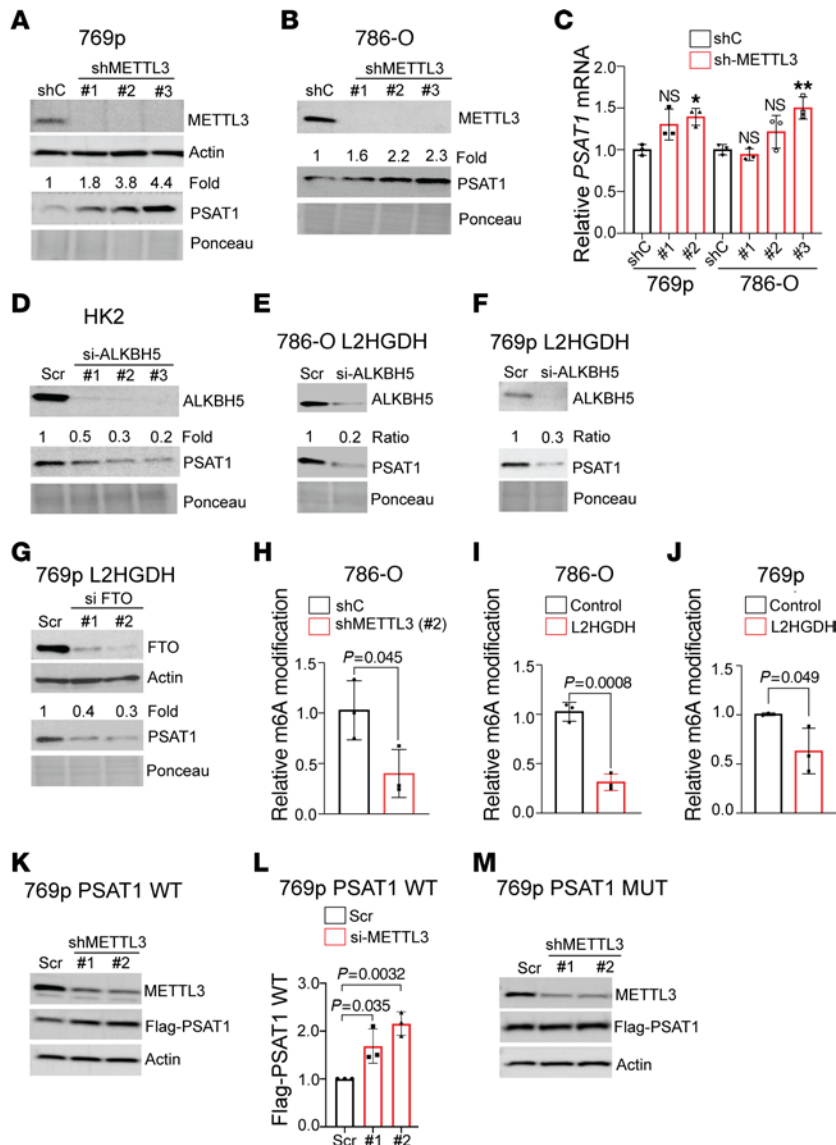 A
769p
shMETTL3
shC #1 #2 #3
METTL3
Actin
1 1.8 3.8 4.4 Fold
PSAT1
Ponceau
B
786-O
shMETTL3
shC #1 #2 #3
METTL3
1 1.6 2.2 2.3 Fold
PSAT1
Ponceau
C
shC
sh-METTL3
Relative PSAT1 mRNA
2.0
1.5
1.0
0.5
0.0
NS * NS NS **
shC #1 #2 shC #1 #2 #3
769p 786-O
D
HK2
si-ALKBH5
Scr #1 #2 #3
ALKBH5
1 0.5 0.3 0.2 Fold
PSAT1
Ponceau
E
786-O L2HGDH
Scr si-ALKBH5
ALKBH5
1 0.2 Ratio
PSAT1
Ponceau
F
769p L2HGDH
Scr si-ALKBH5
ALKBH5
1 0.3 Ratio
PSAT1
Ponceau
G
769p L2HGDH
si FTO
Scr #1 #2
FTO
Actin
1 0.4 0.3 Fold
PSAT1
Ponceau
H
786-O
shC
shMETTL3 (#2)
Relative m6A modification
1.5
1.0
0.5
0.0
P=0.045
I
786-O
Control
L2HGDH
Relative m6A modification
1.5
1.0
0.5
0.0
P=0.0008
J
769p
Control
L2HGDH
Relative m6A modification
1.5
1.0
0.5
0.0
P=0.049
K
769p PSAT1 WT
shMETTL3
Scr #1 #2
METTL3
Flag-PSAT1
Actin
L
769p PSAT1 WT
Scr
si-METTL3
Flag-PSAT1 WT
3.0
2.0
1.0
0.0
P=0.0032
P=0.035
Scr #1 #2
M
769p PSAT1 MUT
shMETTL3
Scr #1 #2
METTL3
Flag-PSAT1
Actin